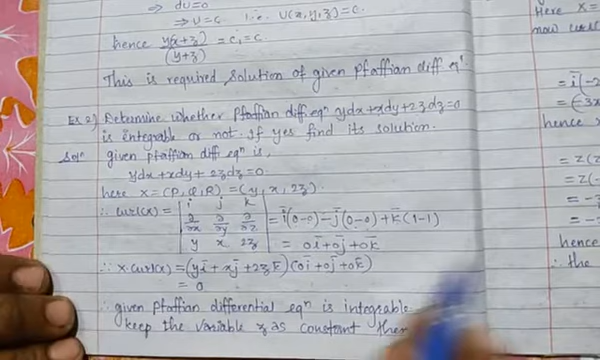 ⇒ dU=0
⇒ U=C i.e. U(x,y,z)=C.
hence y(x+z)/(y+z) = C1=C.
This is required solution of given Pfaffian diff eqn
Ex 2) Determine whether Pfaffian diff eqn ydx+xdy+2zdz=0
is integrable or not. If yes find its solution.
Soln given Pfaffian diff eqn is,
ydx+xdy+2zdz=0.
here X=(P,Q,R)=(y,x,2z).
∴ curl(X) = | i j k |
| ∂/∂x ∂/∂y ∂/∂z | = i(0-0)-j(0-0)+k(1-1)
| y x 2z | = 0i+0j+0k
∴ X·curl(X) = (yi+xj+2zk)(0i+0j+0k)
= 0
∴ given Pfaffian differential eqn is integrable
keep the variable z as constant then
Here X=
now curl
= i(-2
= (-3x
hence X
= z(z
= z(-
= -
= -
hence
∴ the